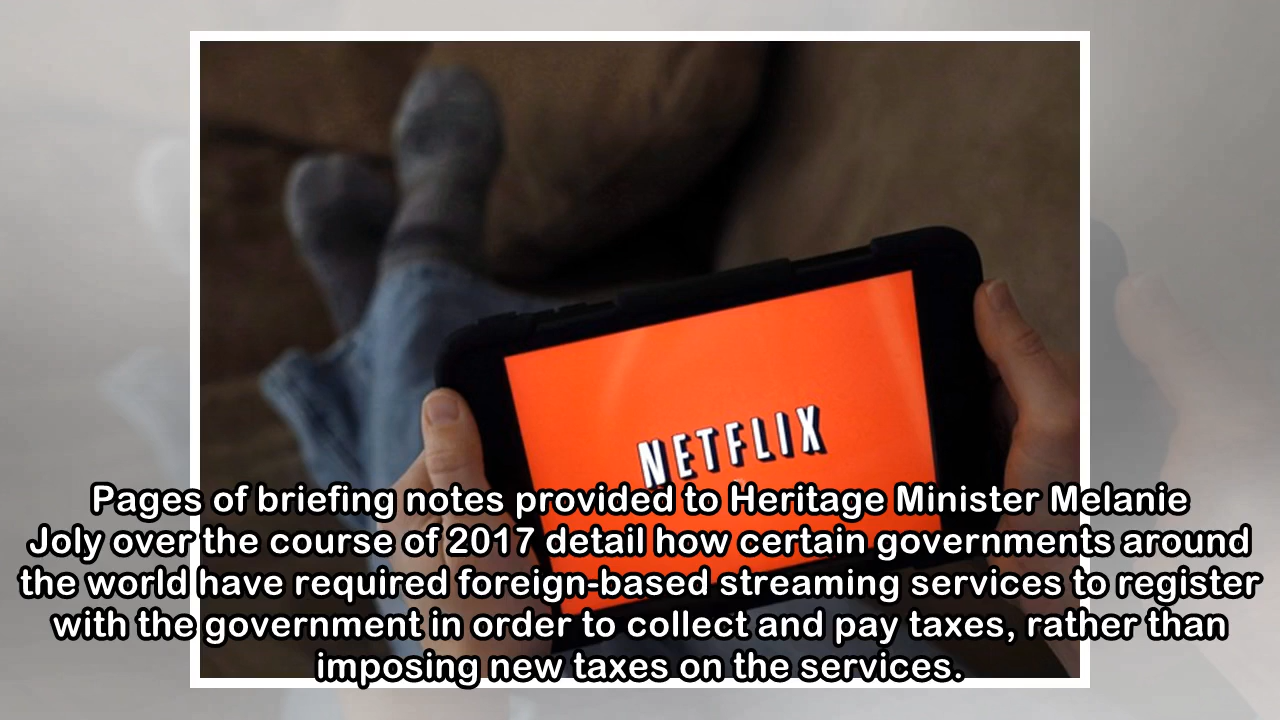 NETFLIX
Pages of briefing notes provided to Heritage Minister Melanie
Joly over the course of 2017 detail how certain governments around
the world have required foreign-based streaming services to register
with the government in order to collect and pay taxes, rather than
imposing new taxes on the services.